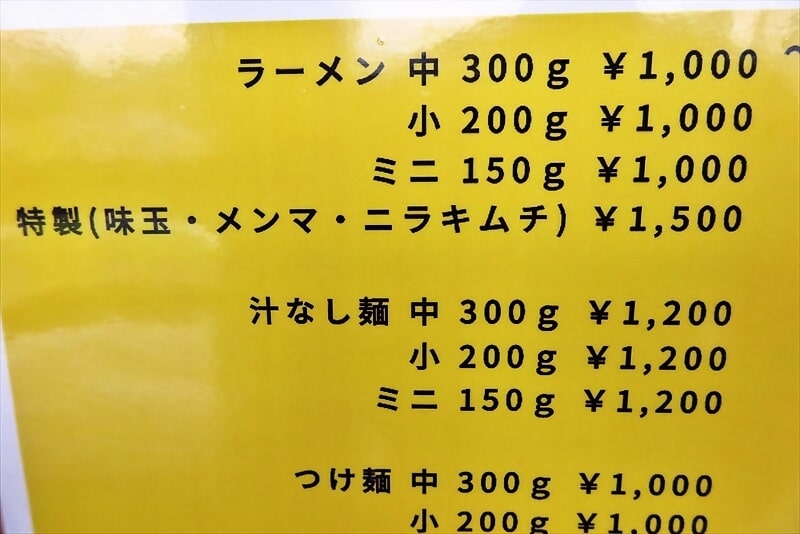 ラーメン 中 300g ¥1,000
小 200g ¥1,000
ミニ 150g ¥1,000
特製(味玉・メンマ・ニラキムチ) ¥1,500
汁なし麺 中 300g ¥1,200
小 200g ¥1,200
ミニ 150g ¥1,200
つけ麺 中 300g ¥1,000
小 200g ¥1,000